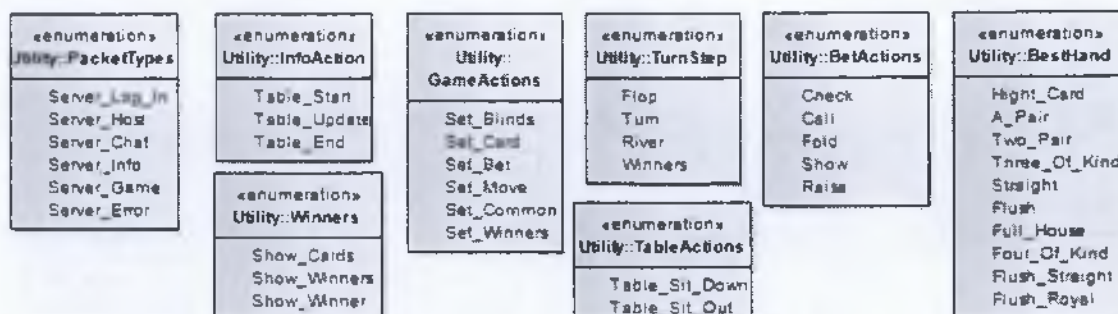 «enumeration»
Utility::PacketTypes
Server_Log_In
Server_Host
Server_Chat
Server_Info
Server_Game
Server_Error
«enumeration»
Utility::InfoAction
Table_Start
Table_Update
Table_End
«enumeration»
Utility::Winners
Show_Cards
Show_Winners
Show_Winner
«enumeration»
Utility::
GameActions
Set_Blinds
Set_Card
Set_Bet
Set_Move
Set_Common
Set_Winners
«enumeration»
Utility::TurnStep
Flop
Turn
River
Winners
«enumeration»
Utility::TableActions
Table_Sit_Down
Table_Sit_Out
«enumeration»
Utility::BetActions
Check
Call
Fold
Show
Raise
«enumeration»
Utility::BestHand
Hight_Card
A_Pair
Two_Pair
Three_Of_Kind
Straight
Flush
Full_House
Four_Of_Kind
Flush_Straight
Flush_Royal